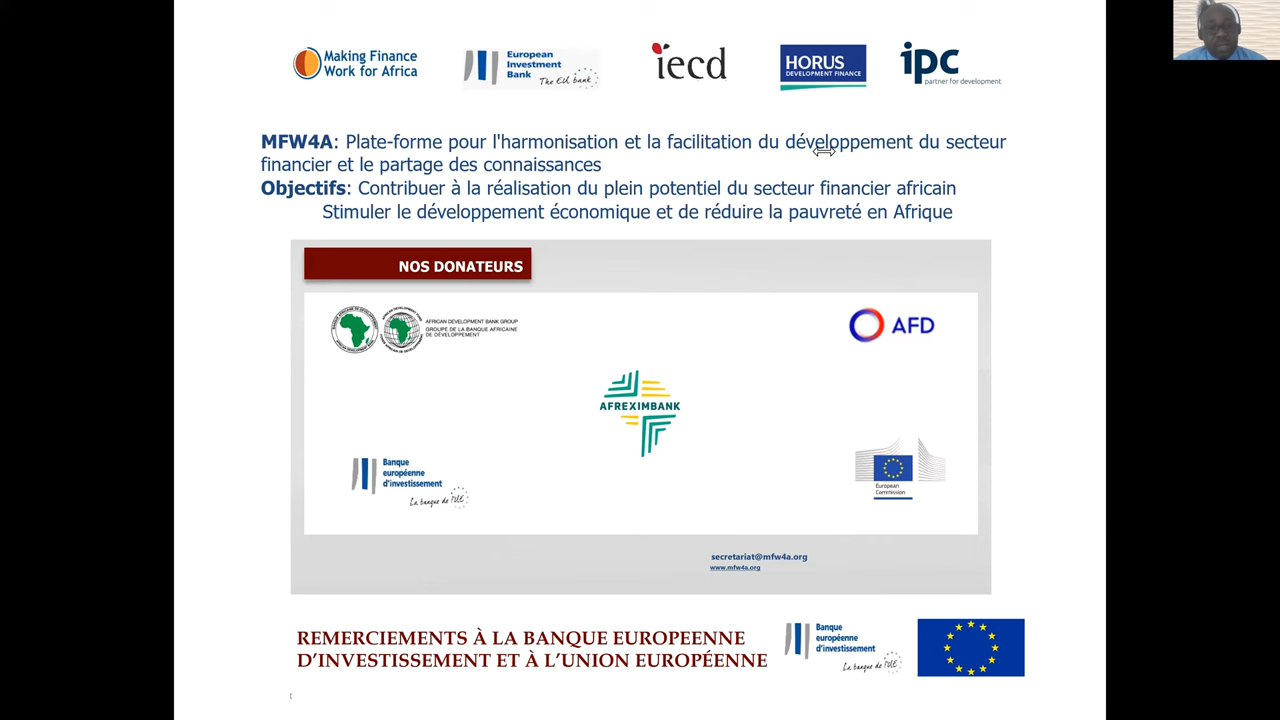 Making Finance
Work for Africa
European
Investment
Bank
The EU bank
iecd
HORUS
DEVELOPMENT FINANCE
ipc
partner for development
MFW4A: Plate-forme pour l'harmonisation et la facilitation du développement du secteur
financier et le partage des connaissances
Objectifs: Contribuer à la réalisation du plein potentiel du secteur financier africain
Stimuler le développement économique et de réduire la pauvreté en Afrique
NOS DONATEURS
AFRICAN DEVELOPMENT BANK GROUP
GROUPE DE LA BANQUE AFRICAINE
DE DÉVELOPPEMENT
AFD
AFREXIMBANK
Banque
européenne
d'investissement
La banque de l'UE
European
Commission
secretariat@mfw4a.org
www.mfw4a.org
REMERCIEMENTS À LA BANQUE EUROPEENNE
D'INVESTISSEMENT ET À L'UNION EUROPÉENNE
Banque
européenne
d'investissement
La banque de l'UE
t